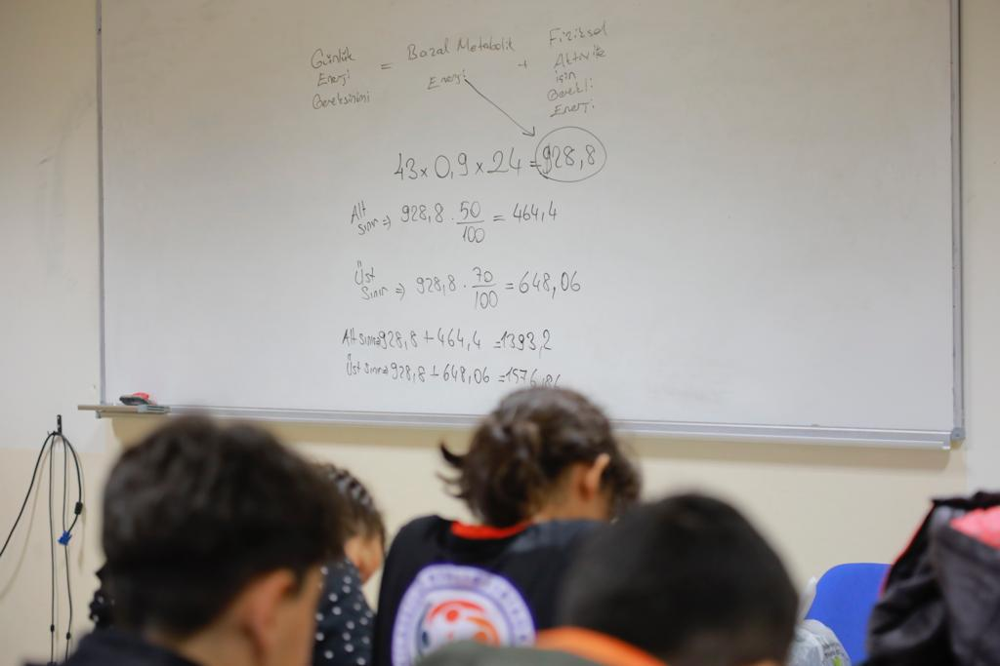 Günlük Enerji Gereksinimi = Bazal Metabolik Enerji + Fiziksel Aktivite için Gerekli Enerji
43 x 0,9 x 24 = 928,8
Alt sınır => 928,8 . 50/100 = 464,4
Üst sınır => 928,8 . 70/100 = 648,06
Alt sınır => 928,8 + 464,4 = 1393,2
Üst sınır => 928,8 + 648,06 = 1576,86